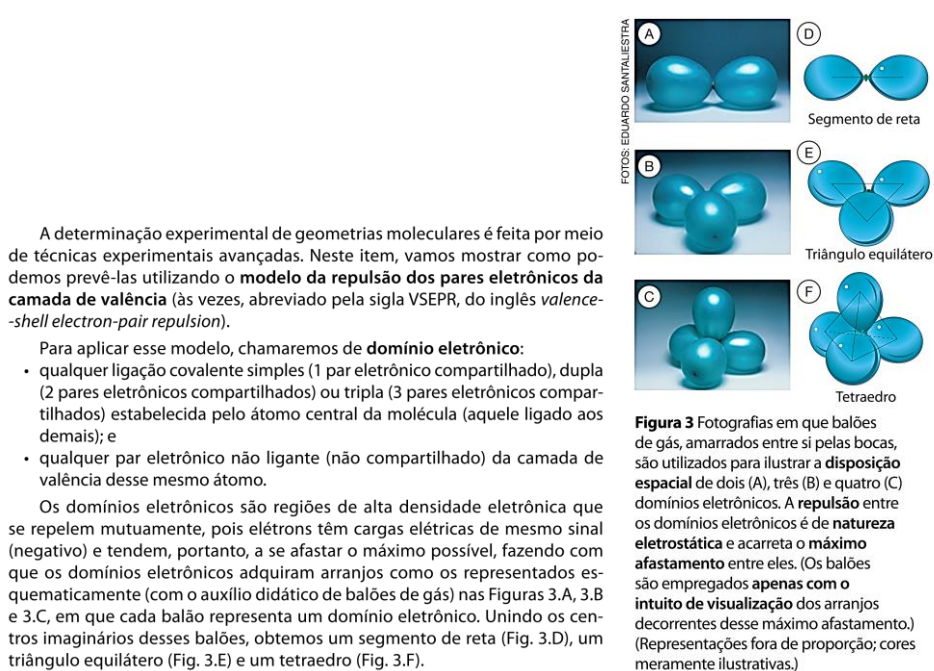 A determinação experimental de geometrias moleculares é feita por meio
de técnicas experimentais avançadas. Neste item, vamos mostrar como po-
demos prevê-las utilizando o modelo da repulsão dos pares eletrônicos da
camada de valência (às vezes, abreviado pela sigla VSEPR, do inglês valence-
-shell electron-pair repulsion).
Para aplicar esse modelo, chamaremos de domínio eletrônico:
• qualquer ligação covalente simples (1 par eletrônico compartilhado), dupla
(2 pares eletrônicos compartilhados) ou tripla (3 pares eletrônicos compar-
tilhados) estabelecida pelo átomo central da molécula (aquele ligado aos
demais); e
• qualquer par eletrônico não ligante (não compartilhado) da camada de
valência desse mesmo átomo.
Os domínios eletrônicos são regiões de alta densidade eletrônica que
se repelem mutuamente, pois elétrons têm cargas elétricas de mesmo sinal
(negativo) e tendem, portanto, a se afastar o máximo possível, fazendo com
que os domínios eletrônicos adquiram arranjos como os representados es-
quematicamente (com o auxílio didático de balões de gás) nas Figuras 3.A, 3.B
e 3.C, em que cada balão representa um domínio eletrônico. Unindo os cen-
tros imaginários desses balões, obtemos um segmento de reta (Fig. 3.D), um
triângulo equilátero (Fig. 3.E) e um tetraedro (Fig. 3.F).
FOTOS: EDUARDO SANTALIESTRA
A
D
Segmento de reta
B
E
Triângulo equilátero
C
F
Tetraedro
Figura 3 Fotografias em que balões
de gás, amarrados entre si pelas bocas,
são utilizados para ilustrar a disposição
espacial de dois (A), três (B) e quatro (C)
domínios eletrônicos. A repulsão entre
os domínios eletrônicos é de natureza
eletrostática e acarreta o máximo
afastamento entre eles. (Os balões
são empregados apenas com o
intuito de visualização dos arranjos
decorrentes desse máximo afastamento.)
(Representações fora de proporção; cores
meramente ilustrativas.)